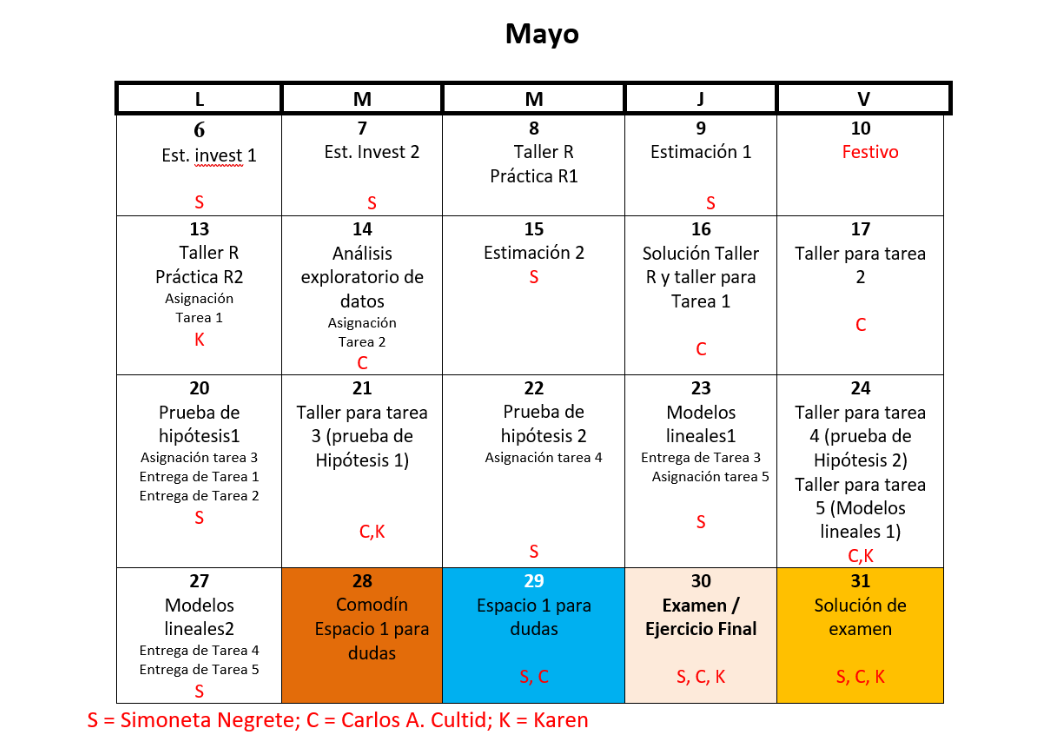 Mayo
L
M
M
J
V
6
Est. invest 1
S
7
Est. Invest 2
S
8
Taller R
Práctica R1
9
Estimación 1
S
10
Festivo
13
Taller R
Práctica R2
Asignación
Tarea 1
K
14
Análisis
exploratorio de
datos
Asignación
Tarea 2
C
15
Estimación 2
S
16
Solución Taller
R y taller para
Tarea 1
C
17
Taller para tarea
2
C
20
Prueba de
hipótesis1
Asignación tarea 3
Entrega de Tarea 1
Entrega de Tarea 2
S
21
Taller para tarea
3 (prueba de
Hipótesis 1)
C,K
22
Prueba de
hipótesis 2
Asignación tarea 4
S
23
Modelos
lineales1
Entrega de Tarea 3
Asignación tarea 5
S
24
Taller para tarea
4 (prueba de
Hipótesis 2)
Taller para tarea
5 (Modelos
lineales 1)
C,K
27
Modelos
lineales2
Entrega de Tarea 4
Entrega de Tarea 5
S
28
Comodín
Espacio 1 para
dudas
29
Espacio 1 para
dudas
S, C
30
Examen /
Ejercicio Final
S, C, K
31
Solución de
examen
S, C, K
S = Simoneta Negrete; C = Carlos A. Cultid; K = Karen